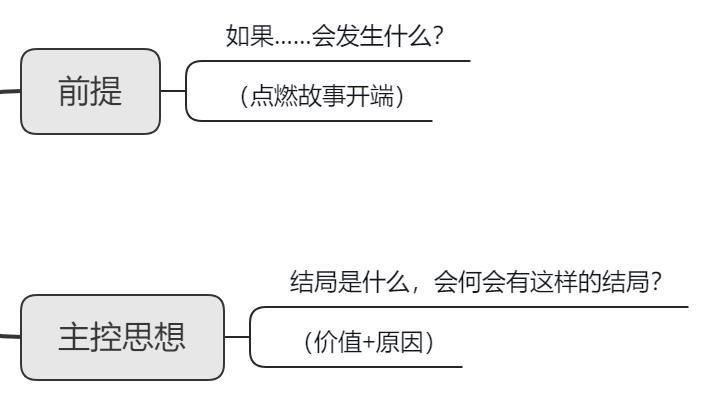 如果……会发生什么？
前提
（点燃故事开端）
结局是什么，会何会有这样的结局？
主控思想
（价值+原因）